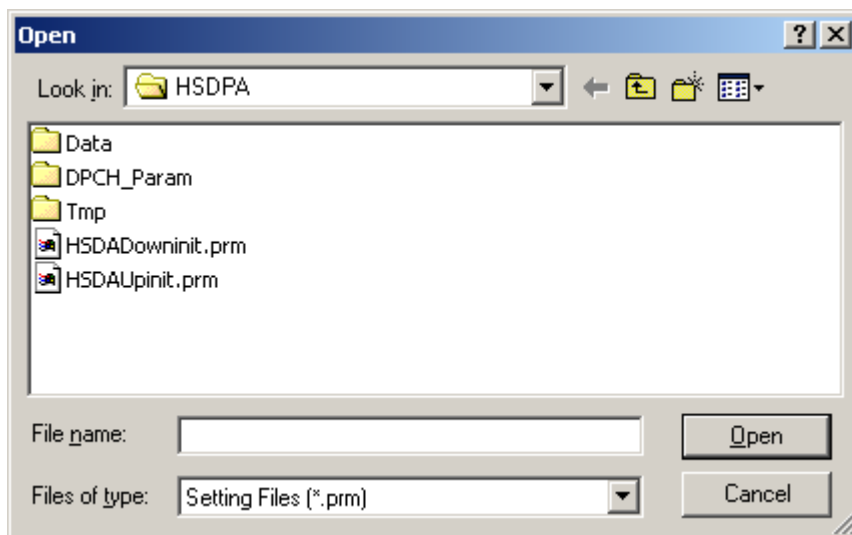 Open
Look in: HSDPA
Data
DPCH_Param
Tmp
HSDADowninit.prm
HSDAUpinit.prm
File name: Open
Files of type: Setting Files (*.prm) Cancel